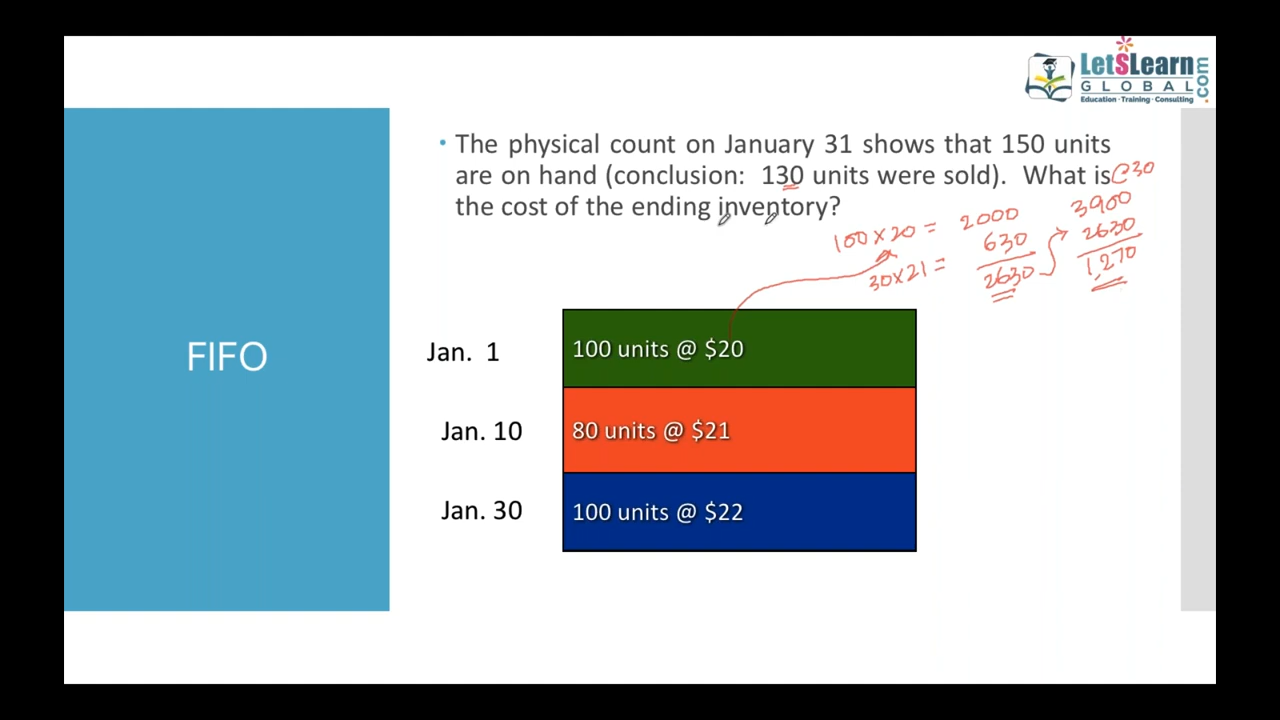 LetSLearn
GLOBAL
.com
Education - Training - Consulting
• The physical count on January 31 shows that 150 units
are on hand (conclusion: 130 units were sold). What is
the cost of the ending inventory?
@30
3900
2630
1,270
100 x 20 = 2000
30 x 21 = 630
2630
FIFO
Jan. 1
100 units @ $20
Jan. 10
80 units @ $21
Jan. 30
100 units @ $22